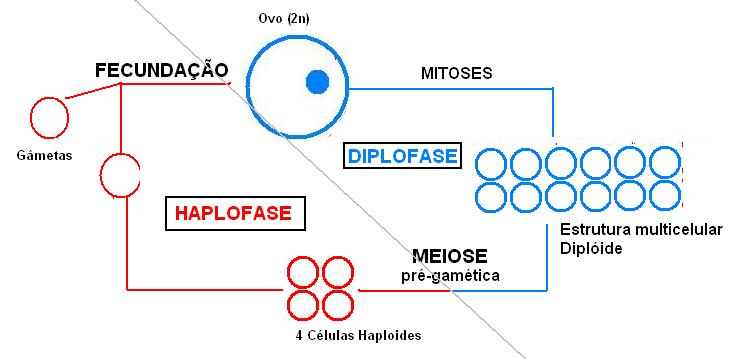 Ovo (2n)
FECUNDAÇÃO
MITOSES
Gâmetas
DIPLOFASE
HAPLOFASE
Estrutura multicelular
Diplóide
MEIOSE
pré-gamética
4 Células Haploides